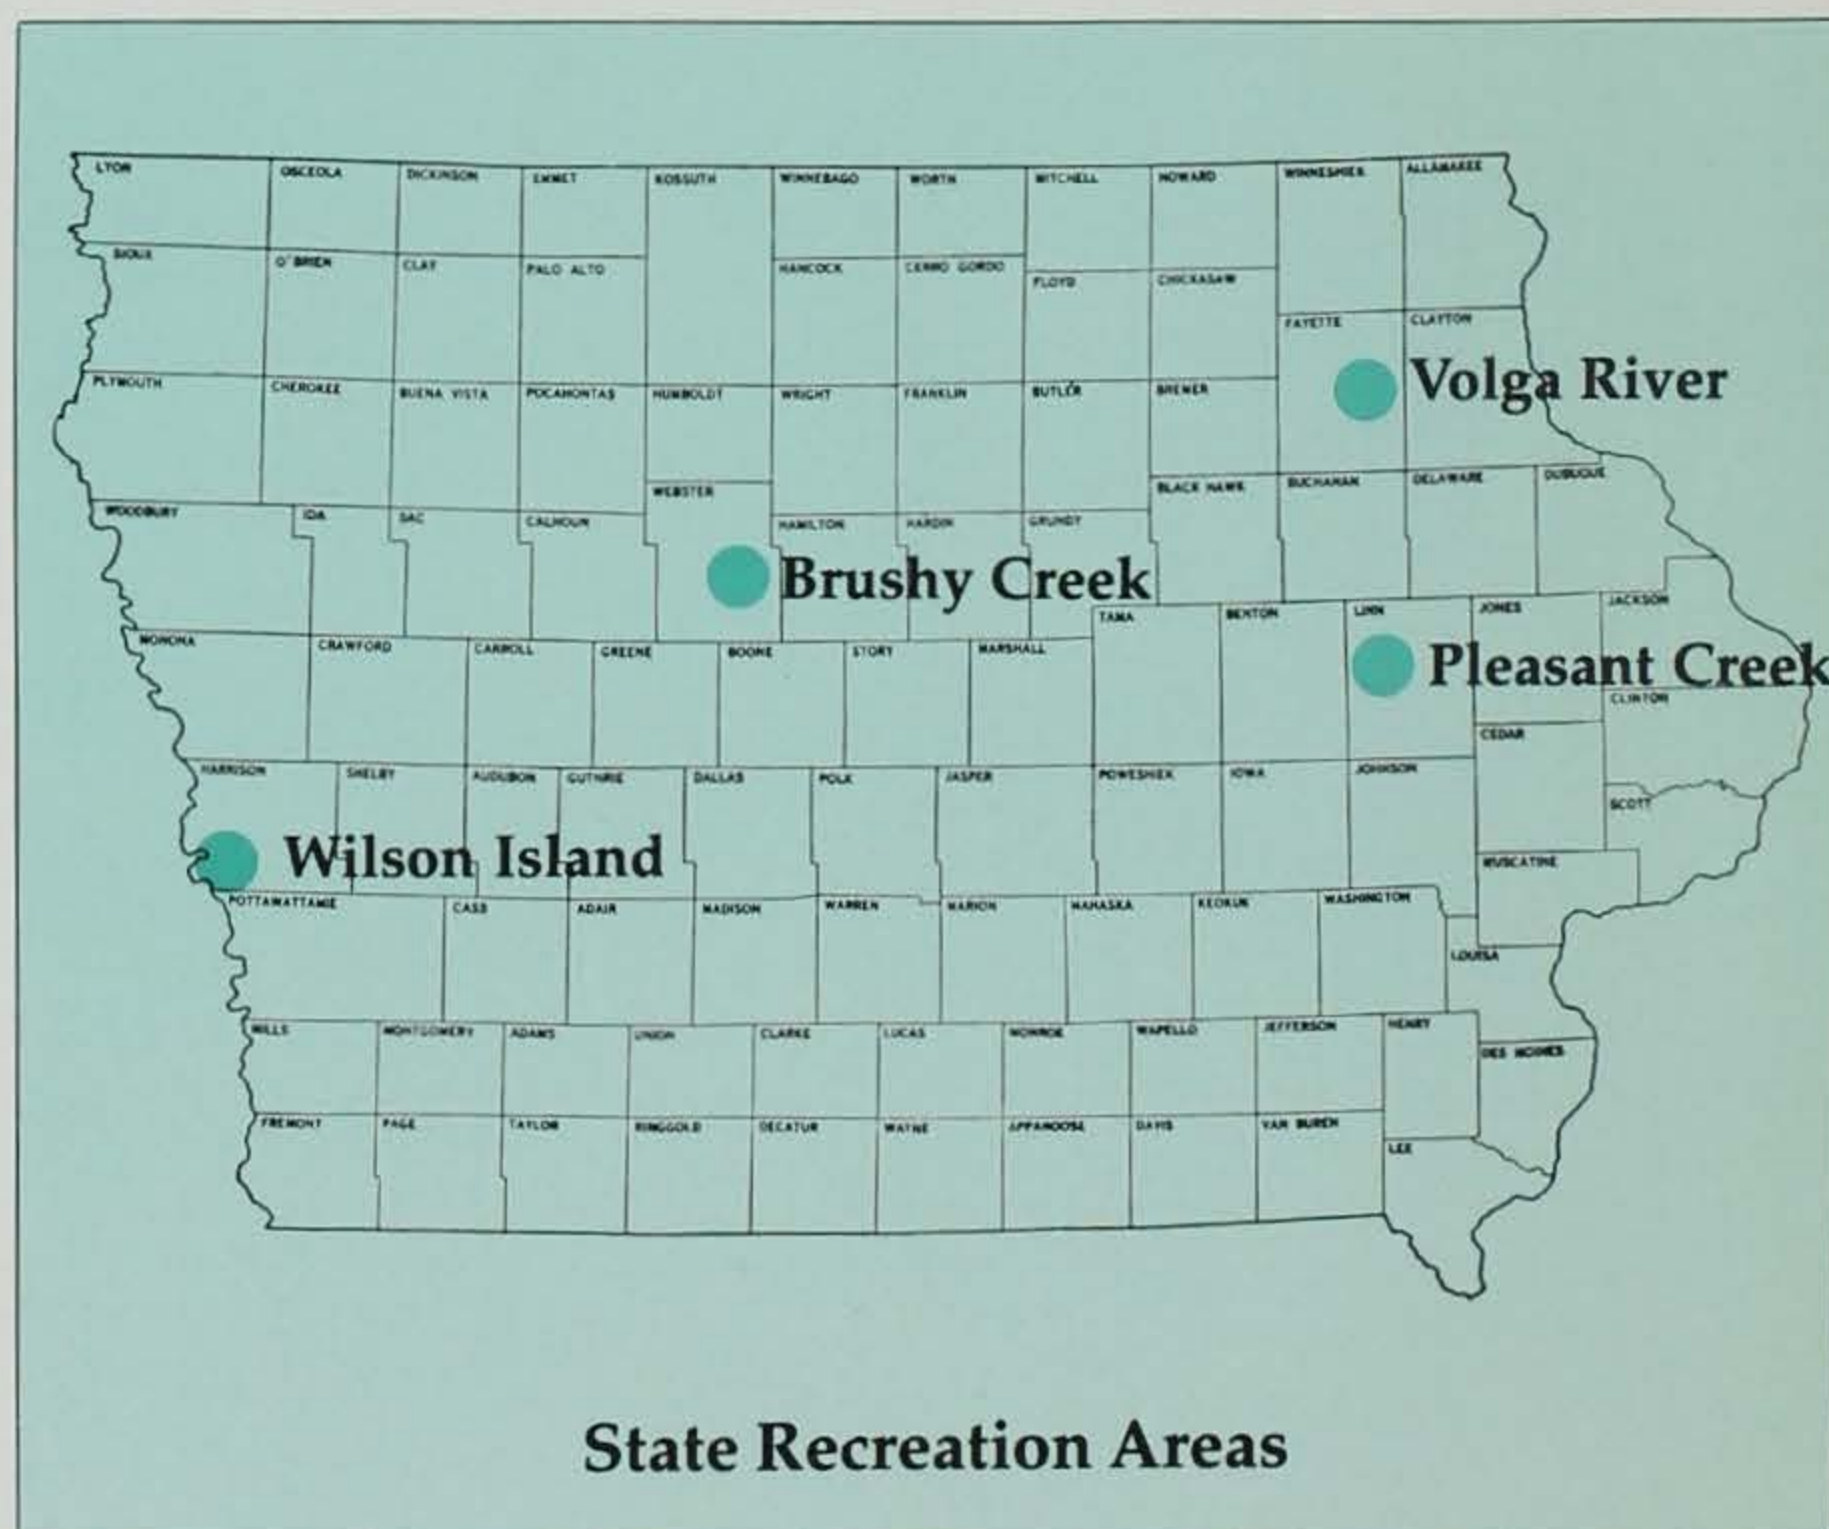 LYON OSCEOLA DICKINSON EMMET KOSSUTH WINNEBAGO WORTH MITCHELL HOWARD WINNESHIEK ALLAMAKEE
SIOUX O'BRIEN CLAY PALO ALTO HANCOCK CERRO GORDO FLOYD CHICKASAW
FAYETTE CLAYTON
Volga River
PLYMOUTH CHEROKEE BUENA VISTA POCAHONTAS HUMBOLDT WRIGHT FRANKLIN BUTLER BREMER
WEBSTER BLACK HAWK BUCHANAN DELAWARE DUBUQUE
WOODBURY IDA SAC CALHOUN HAMILTON HARDIN GRUNDY
Brushy Creek
TAMA BENTON LINN JONES JACKSON
MONONA CRAWFORD CARROLL GREENE BOONE STORY MARSHALL
Pleasant Creek
CLINTON
CEDAR
HARRISON SHELBY AUDUBON GUTHRIE DALLAS POLK JASPER POWESHIEK IOWA JOHNSON
SCOTT
Wilson Island
MUSCATINE
POTTAWATTAMIE CASS ADAIR MADISON WARREN MARION MAHASKA KEOKUK WASHINGTON
LOUISA
MILLS MONTGOMERY ADAMS UNION CLARKE LUCAS MONROE WAPELLO JEFFERSON HENRY
DES MOINES
FREMONT PAGE TAYLOR RINGGOLD DECATUR WAYNE APPANOOSE DAVIS VAN BUREN
LEE
State Recreation Areas